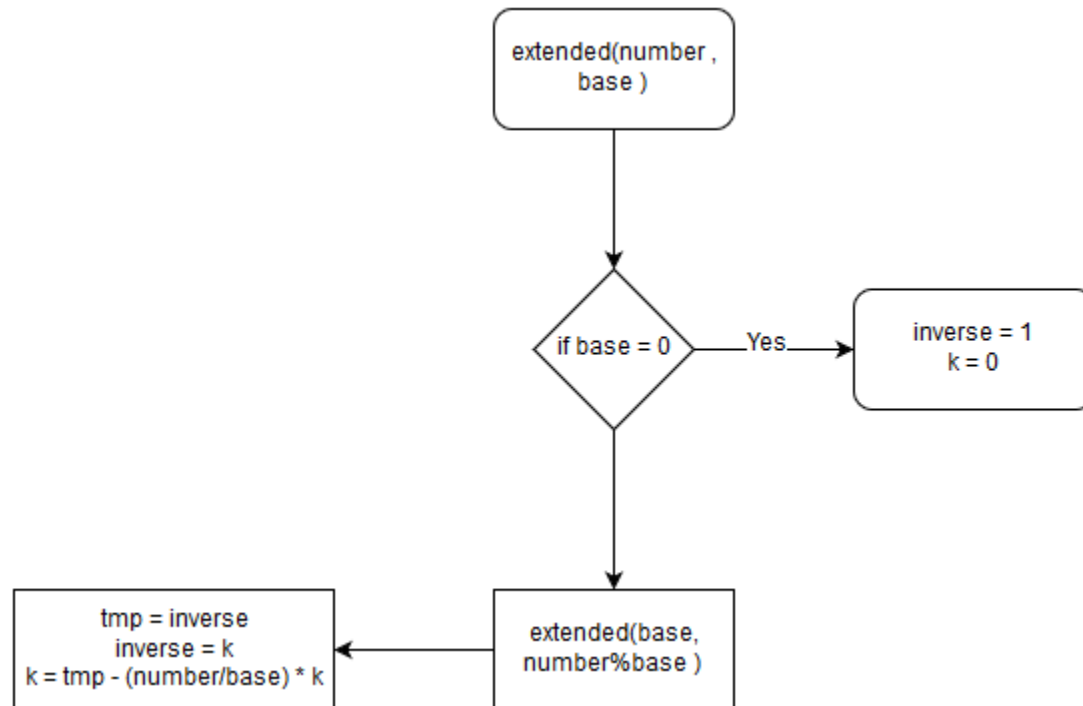 extended(number ,
base )
if base = 0
Yes
inverse = 1
k = 0
extended(base,
number%base )
tmp = inverse
inverse = k
k = tmp - (number/base) * k